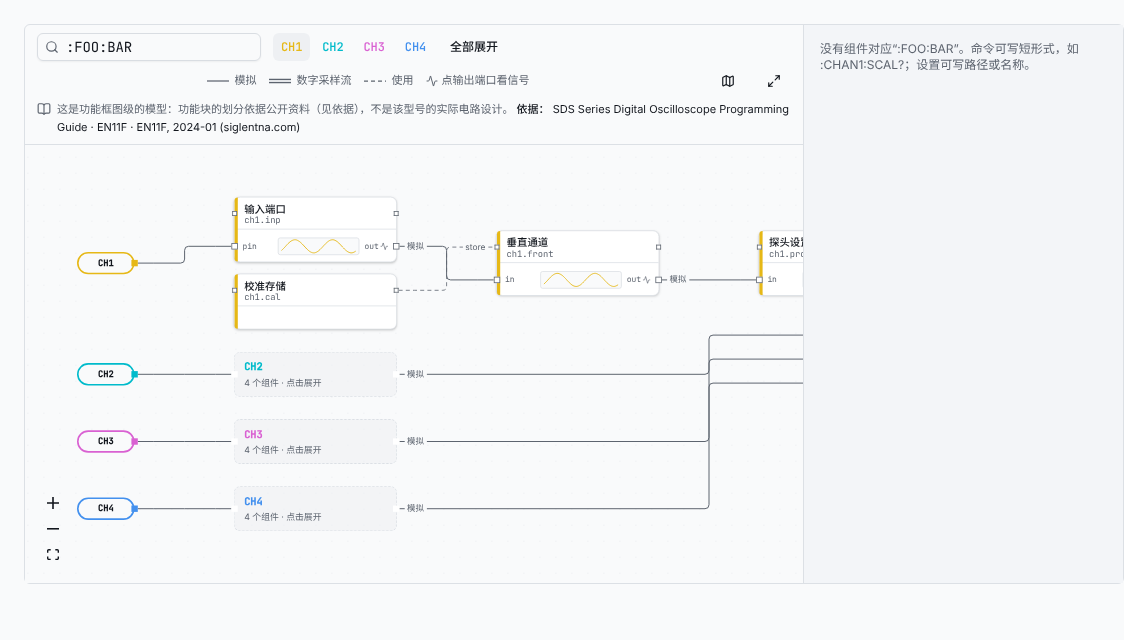 :FOO:BAR
CH1 CH2 CH3 CH4 全部展开
模拟 数字采样流 使用 点输出端口看信号
这是功能框图级的模型：功能块的划分依据公开资料（见依据），不是该型号的实际电路设计。 依据： SDS Series Digital Oscilloscope Programming
Guide · EN11F · EN11F, 2024-01 (siglentna.com)
没有组件对应“:FOO:BAR”。命令可写短形式，如
:CHAN1:SCAL?；设置可写路径或名称。
输入端口
ch1.inp
pin out 模拟
校准存储
ch1.cal
store
垂直通道
ch1.front
in out 模拟
探头设
ch1.pro
in
CH1
CH2
CH2
4 个组件 · 点击展开
模拟
CH3
CH3
4 个组件 · 点击展开
模拟
CH4
CH4
4 个组件 · 点击展开
模拟